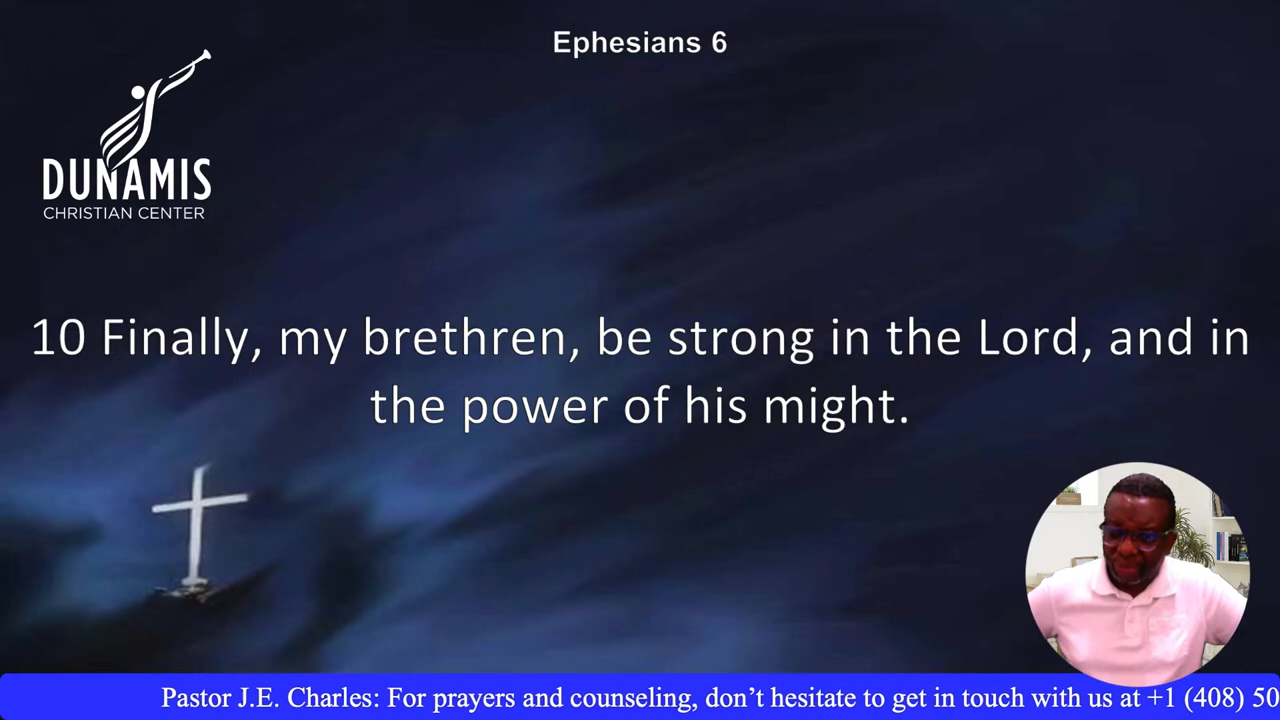 Ephesians 6
DUNAMIS
CHRISTIAN CENTER
10 Finally, my brethren, be strong in the Lord, and in
the power of his might.
Pastor J.E. Charles: For prayers and counseling, don’t hesitate to get in touch with us at +1 (408) 50